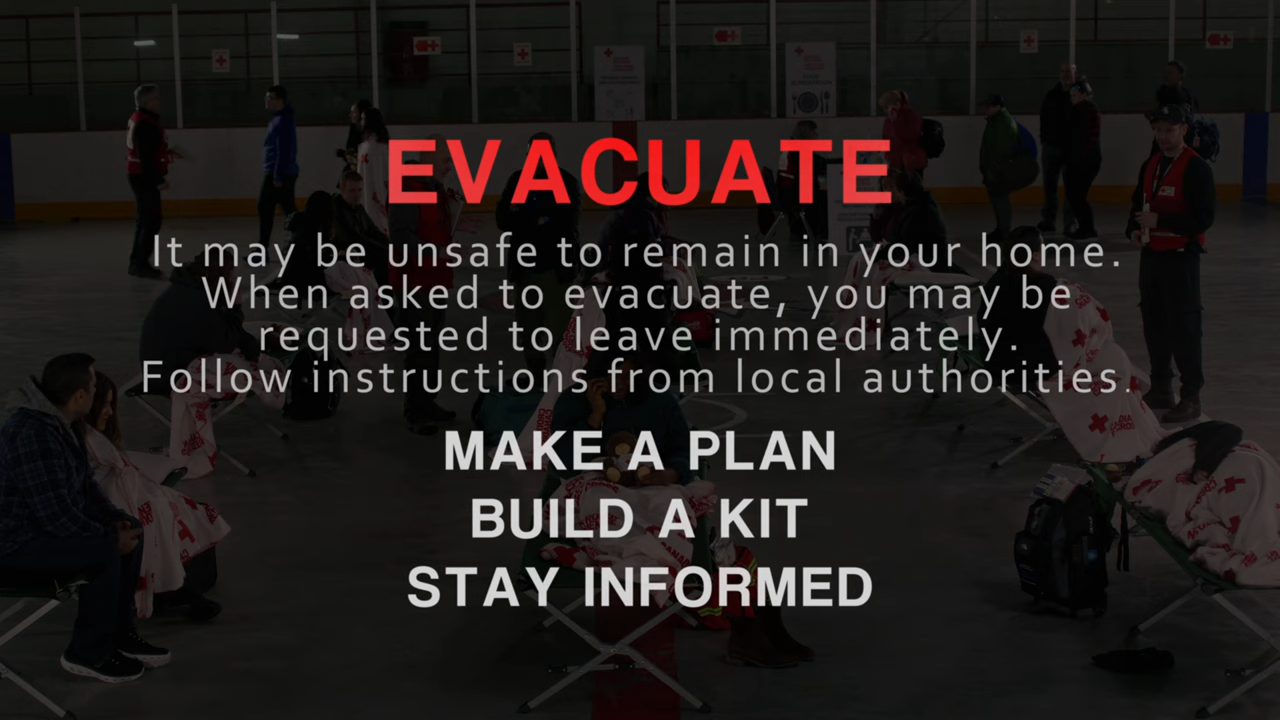 EVACUATE
It may be unsafe to remain in your home.
When asked to evacuate, you may be
requested to leave immediately.
Follow instructions from local authorities.
MAKE A PLAN
BUILD A KIT
STAY INFORMED